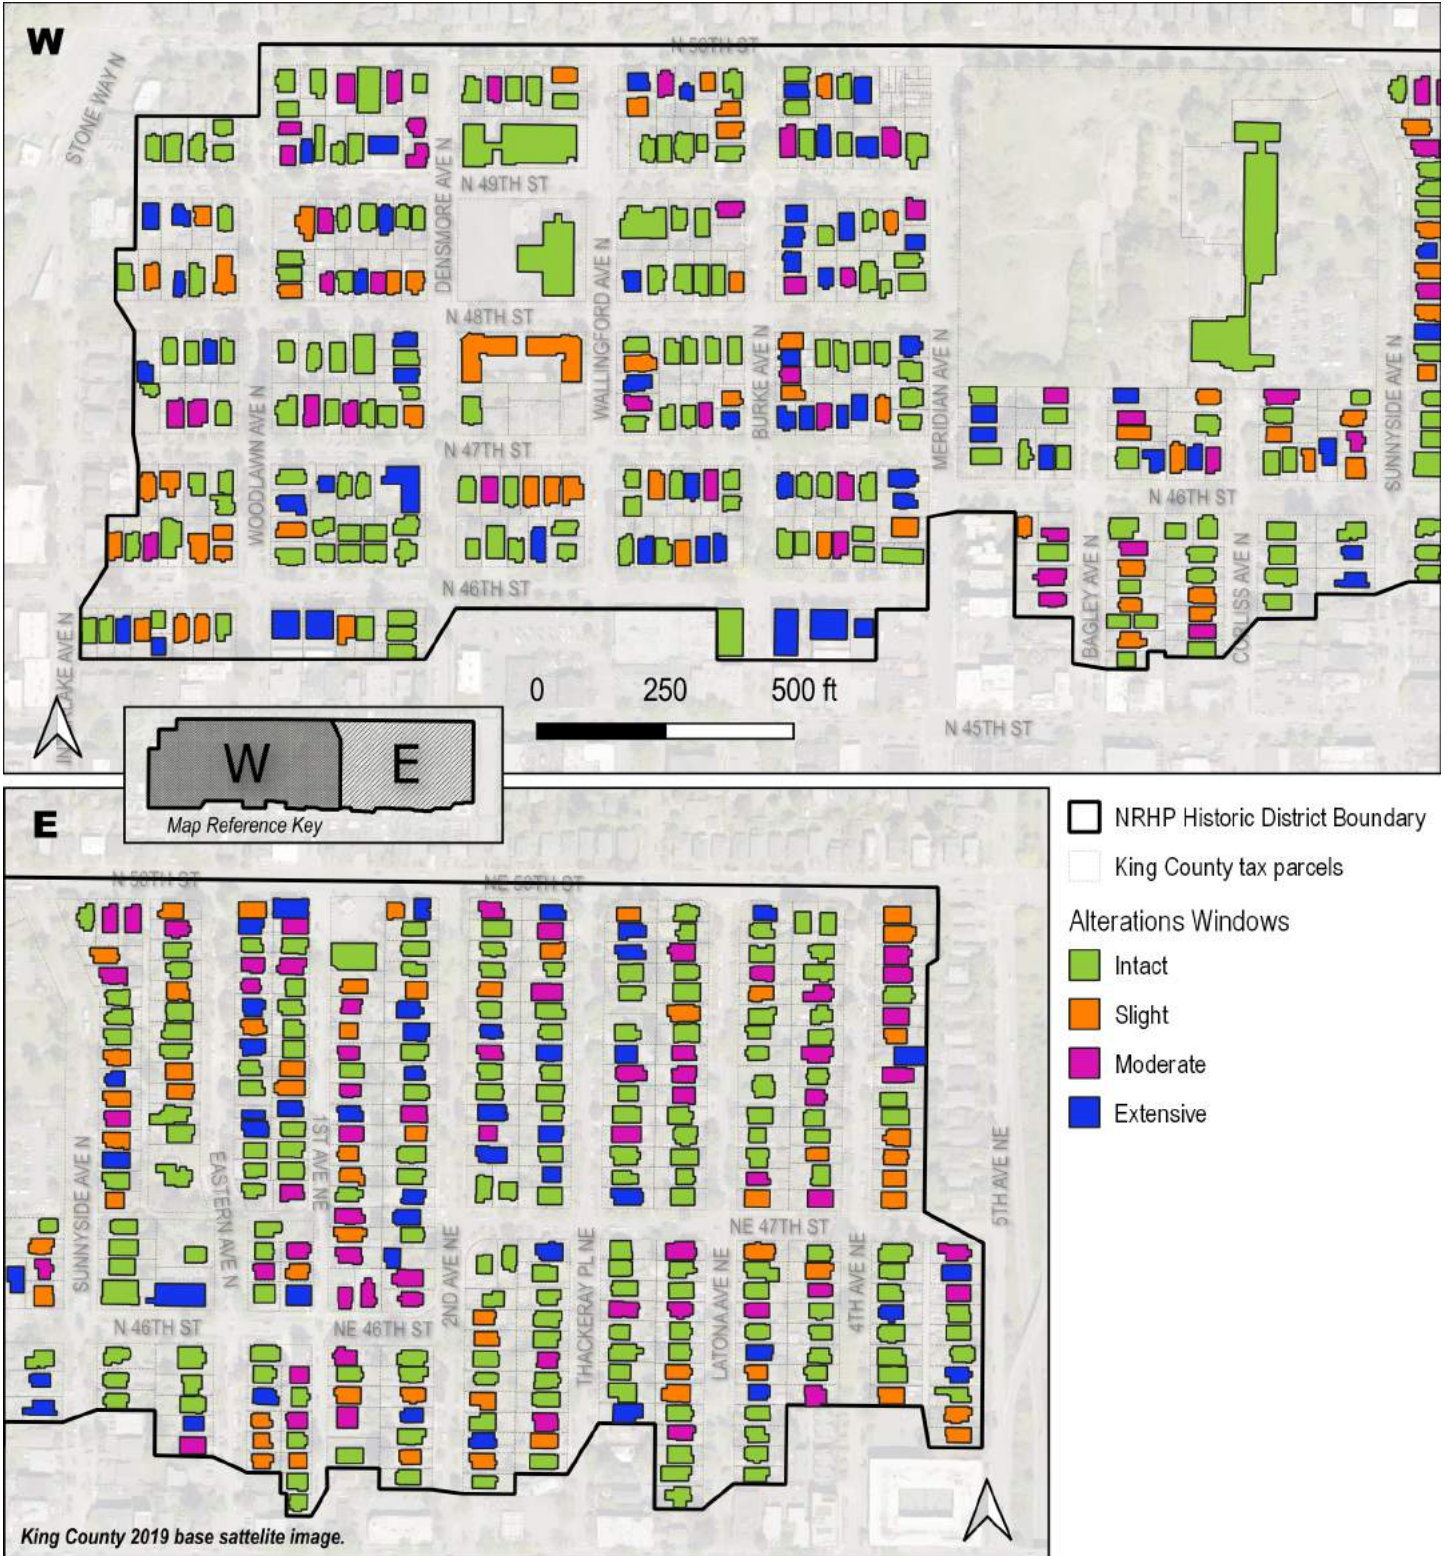 W
N 50TH ST
STONE WAY N
DENSMORE AVE N
N 49TH ST
WALLINGFORD AVE N
N 48TH ST
BURKE AVE N
MERIDIAN AVE N
SUNNYSIDE AVE N
WOODLAWN AVE N
N 47TH ST
N 46TH ST
N 46TH ST
BAGLEY AVE N
CORLISS AVE N
0 250 500 ft
N 45TH ST
W E
Map Reference Key
E
N 50TH ST
NE 50TH ST
SUNNYSIDE AVE N
EASTERN AVE N
1ST AVE NE
2ND AVE NE
THACKERAY PL NE
LATONA AVE NE
NE 47TH ST
4TH AVE NE
5TH AVE NE
N 46TH ST
NE 46TH ST
King County 2019 base sattelite image.
NRHP Historic District Boundary
King County tax parcels
Alterations Windows
Intact
Slight
Moderate
Extensive